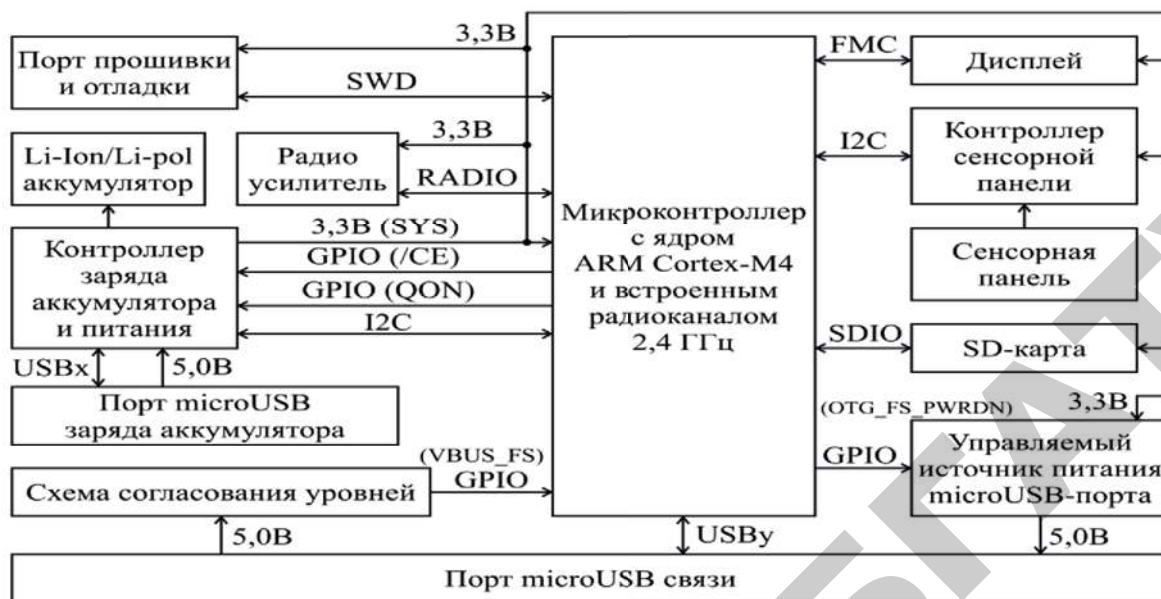 3,3В
Порт прошивки
и отладки
SWD
FMC
Дисплей
Li-Ion/Li-pol
аккумулятор
3,3В
Радио
усилитель
RADIO
I2C
Контроллер
сенсорной
панели
Микроконтроллер
с ядром
ARM Cortex-M4
и встроенным
радиоканалом
2,4 ГГц
Контроллер
заряда
аккумулятора
и питания
3,3В (SYS)
GPIO (/CE)
GPIO (QON)
I2C
Сенсорная
панель
SDIO
SD-карта
USBx
5,0В
Порт microUSB
заряда аккумулятора
(OTG_FS_PWRDN)
3,3В
GPIO
Управляемый
источник питания
microUSB-порта
(VBUS_FS)
GPIO
Схема согласования уровней
5,0В
USBy
5,0В
Порт microUSB связи
БГАТУ